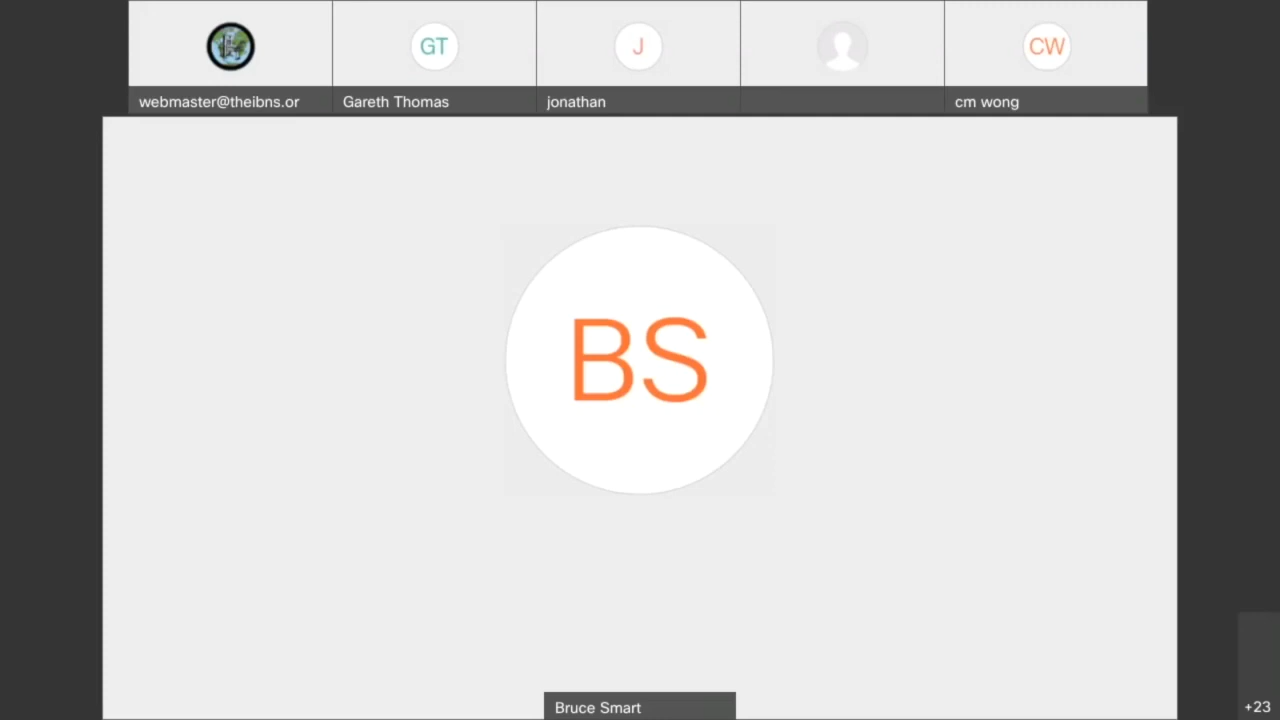 GT
J
CW
webmaster@theibns.or
Gareth Thomas
jonathan
cm wong
BS
Bruce Smart
+23